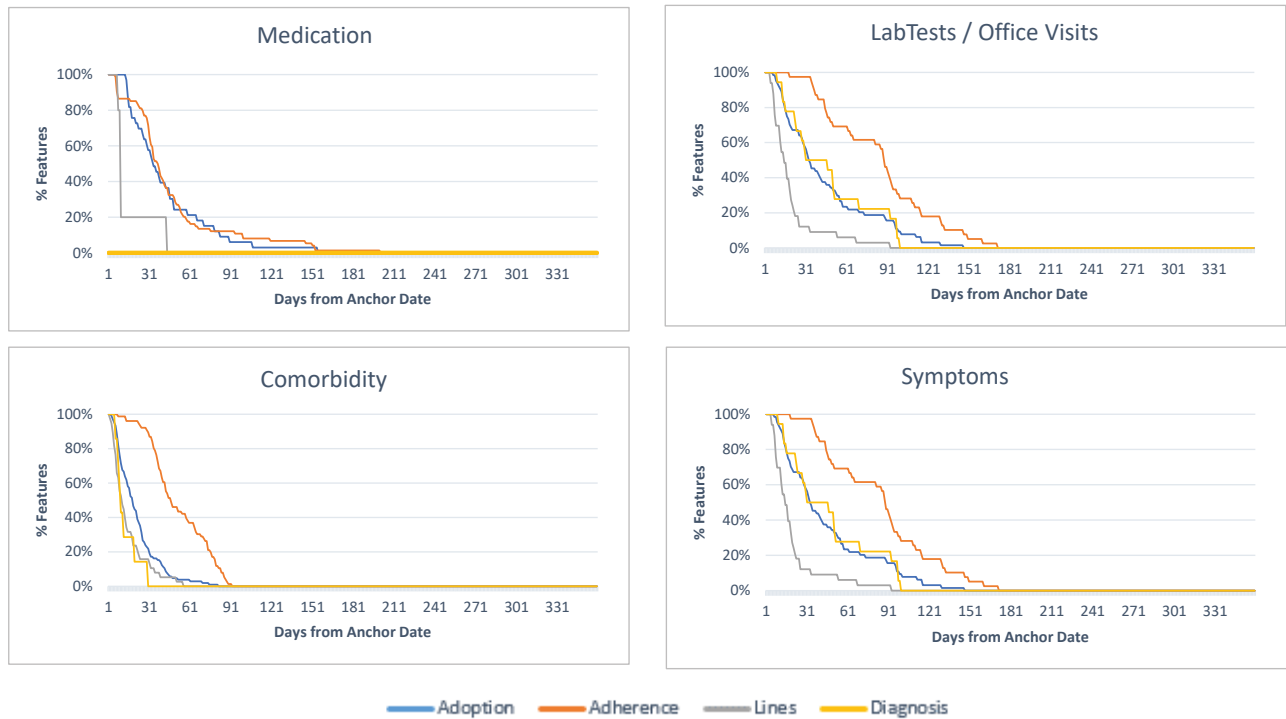 Medication
100%
80%
60%
40%
20%
0%
% Features
1 31 61 91 121 151 181 211 241 271 301 331
Days from Anchor Date
LabTests / Office Visits
100%
80%
60%
40%
20%
0%
% Features
1 31 61 91 121 151 181 211 241 271 301 331
Days from Anchor Date
Comorbidity
100%
80%
60%
40%
20%
0%
% Features
1 31 61 91 121 151 181 211 241 271 301 331
Days from Anchor Date
Symptoms
100%
80%
60%
40%
20%
0%
% Features
1 31 61 91 121 151 181 211 241 271 301 331
Days from Anchor Date
Adoption Adherence Lines Diagnosis